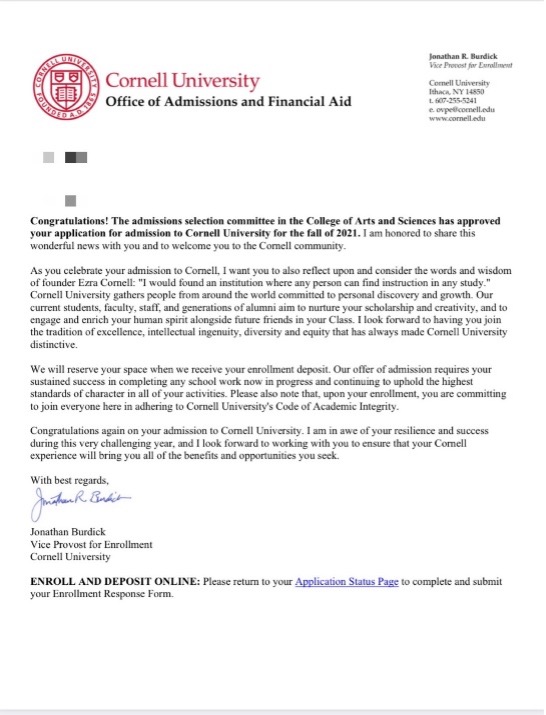 Jonathan R. Burdick
Vice Provost for Enrollment
Cornell University
Ithaca, NY 14850
t. 607-255-5241
e. ovpe@cornell.edu
www.cornell.edu
CORNELL UNIVERSITY
FOUNDED A.D. 1865
Cornell University
Office of Admissions and Financial Aid
Congratulations! The admissions selection committee in the College of Arts and Sciences has approved
your application for admission to Cornell University for the fall of 2021. I am honored to share this
wonderful news with you and to welcome you to the Cornell community.
As you celebrate your admission to Cornell, I want you to also reflect upon and consider the words and wisdom
of founder Ezra Cornell: "I would found an institution where any person can find instruction in any study."
Cornell University gathers people from around the world committed to personal discovery and growth. Our
current students, faculty, staff, and generations of alumni aim to nurture your scholarship and creativity, and to
engage and enrich your human spirit alongside future friends in your Class. I look forward to having you join
the tradition of excellence, intellectual ingenuity, diversity and equity that has always made Cornell University
distinctive.
We will reserve your space when we receive your enrollment deposit. Our offer of admission requires your
sustained success in completing any school work now in progress and continuing to uphold the highest
standards of character in all of your activities. Please also note that, upon your enrollment, you are committing
to join everyone here in adhering to Cornell University's Code of Academic Integrity.
Congratulations again on your admission to Cornell University. I am in awe of your resilience and success
during this very challenging year, and I look forward to working with you to ensure that your Cornell
experience will bring you all of the benefits and opportunities you seek.
With best regards,
Jonathan R Burdick
Jonathan Burdick
Vice Provost for Enrollment
Cornell University
ENROLL AND DEPOSIT ONLINE: Please return to your Application Status Page to complete and submit
your Enrollment Response Form.